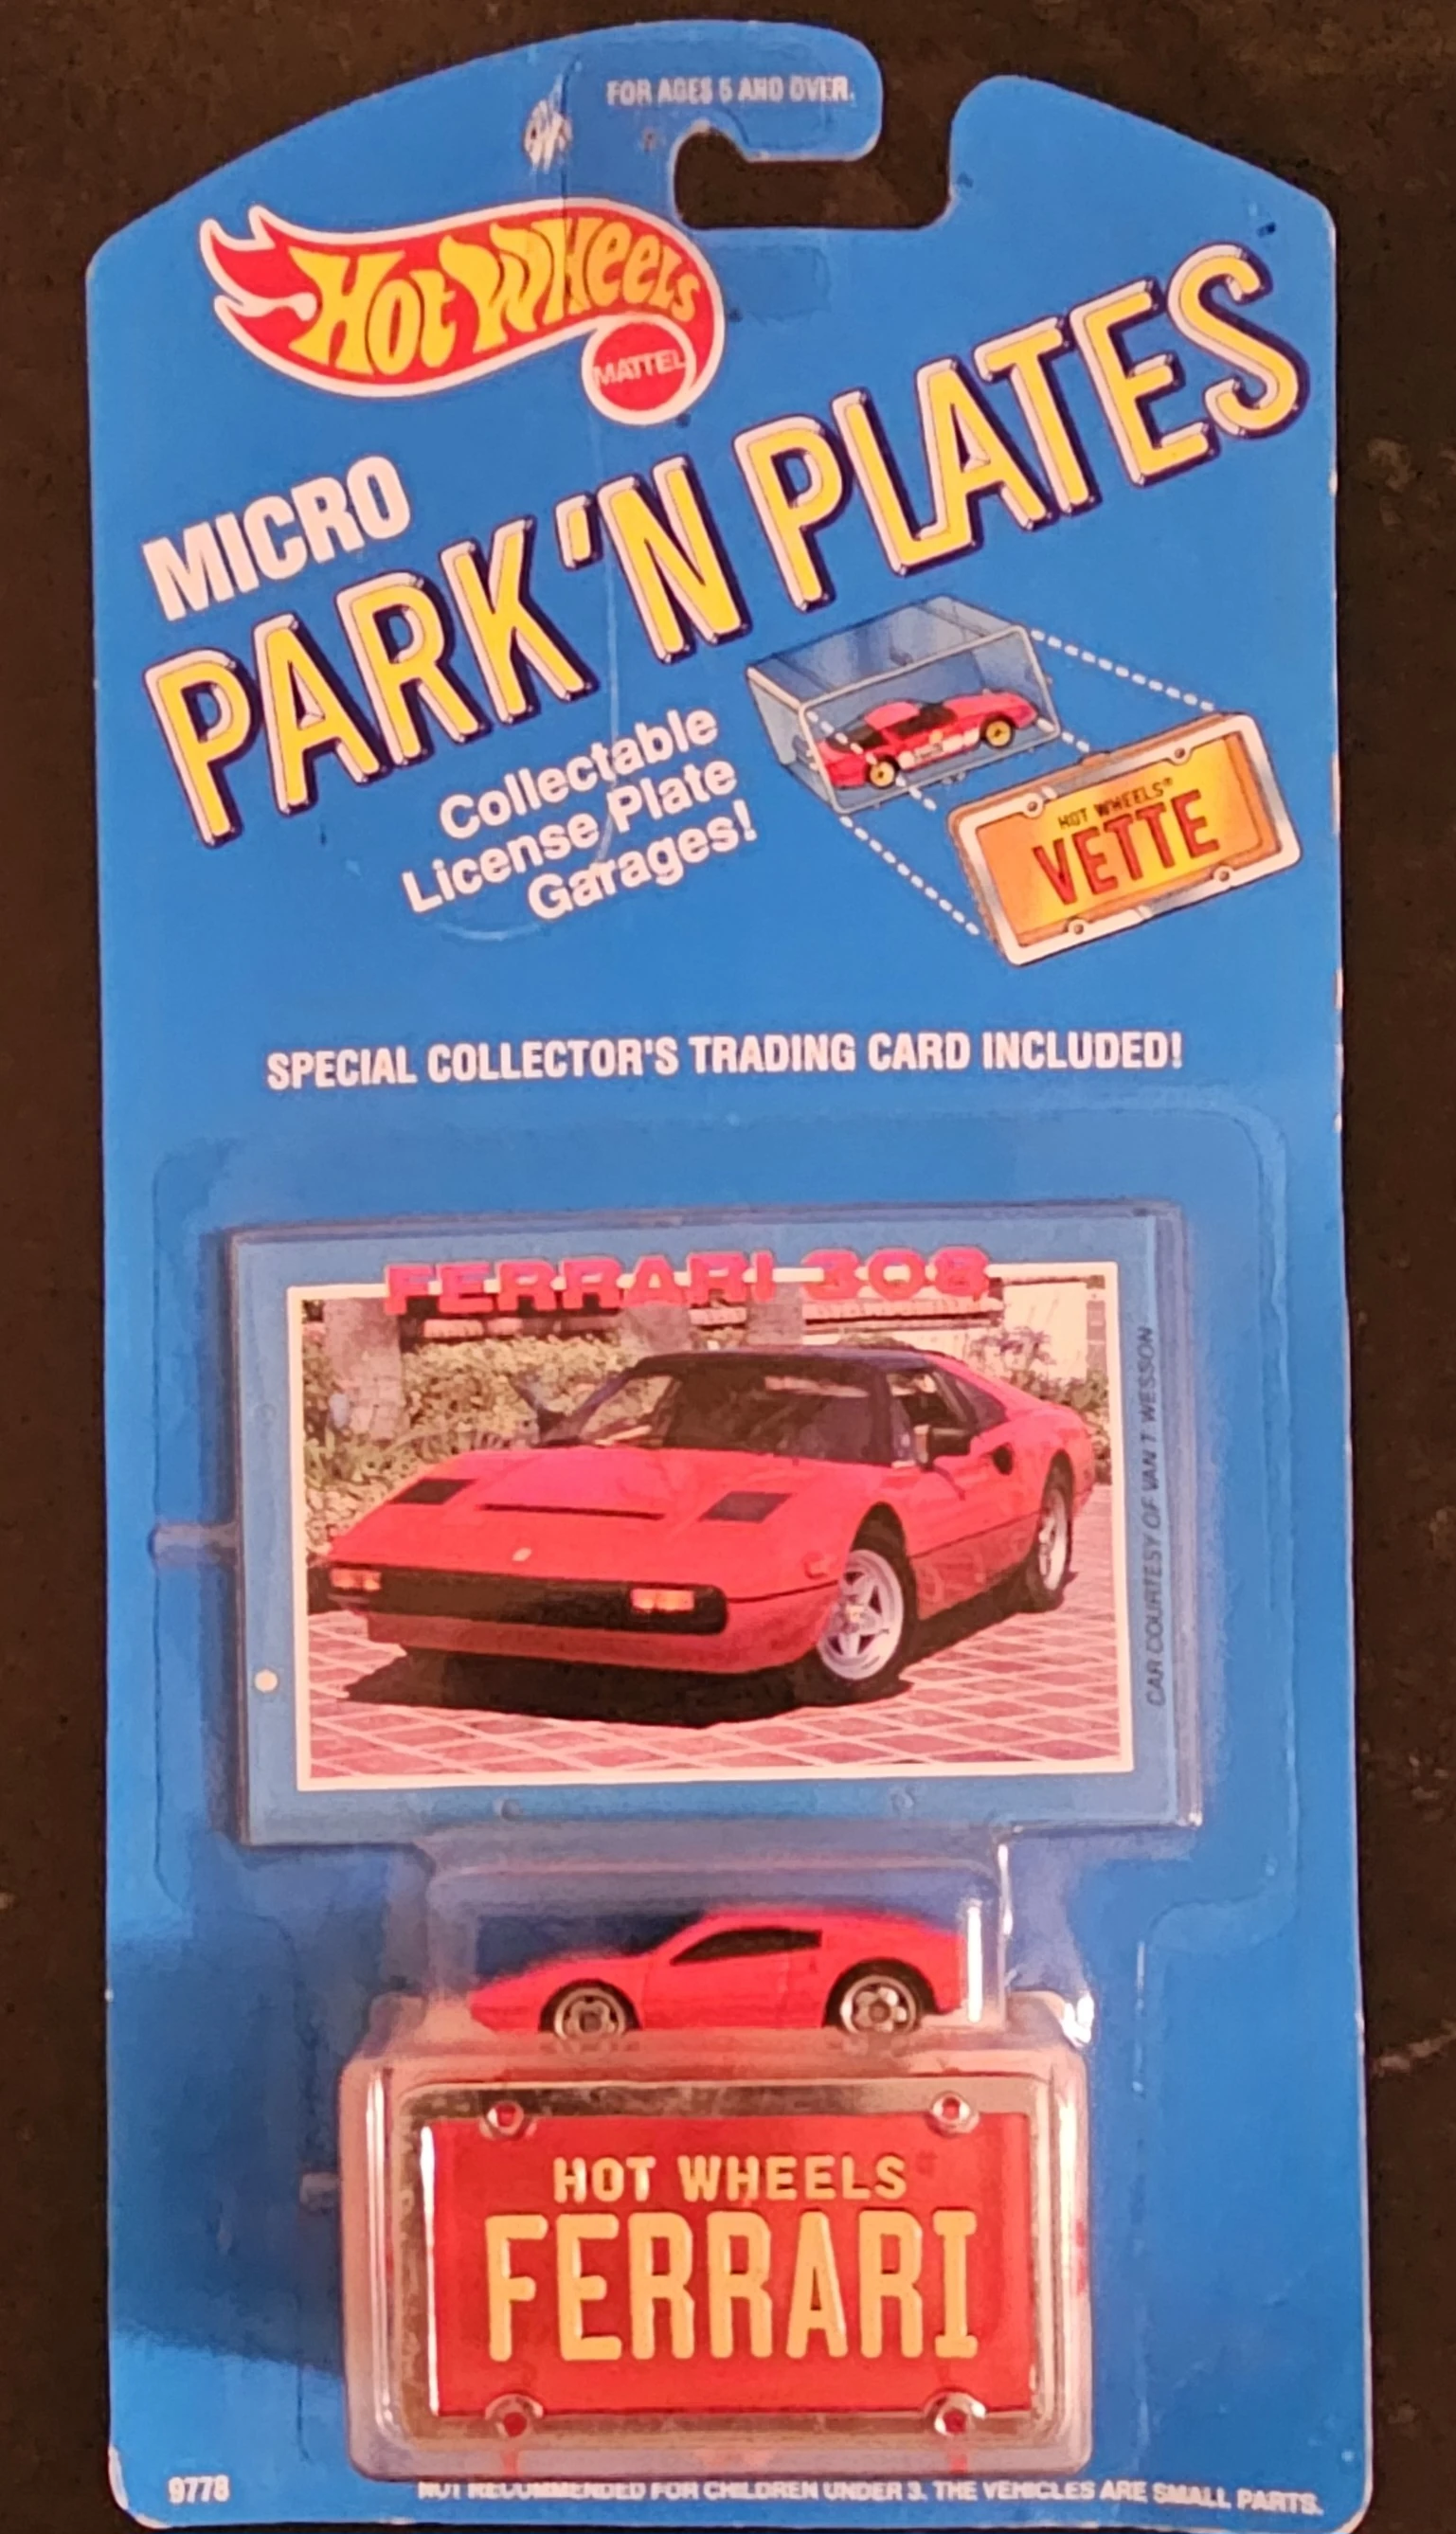 FOR AGES 5 AND OVER.
HOT WHEELS
MATTEL
MICRO
PARK 'N PLATES
Collectable
License Plate
Garages!
HOT WHEELS®
VETTE
SPECIAL COLLECTOR'S TRADING CARD INCLUDED!
FERRARI 308
CAR COURTESY OF VAN T. WESSON
HOT WHEELS
FERRARI
9778
NOT RECOMMENDED FOR CHILDREN UNDER 3. THE VEHICLES ARE SMALL PARTS.